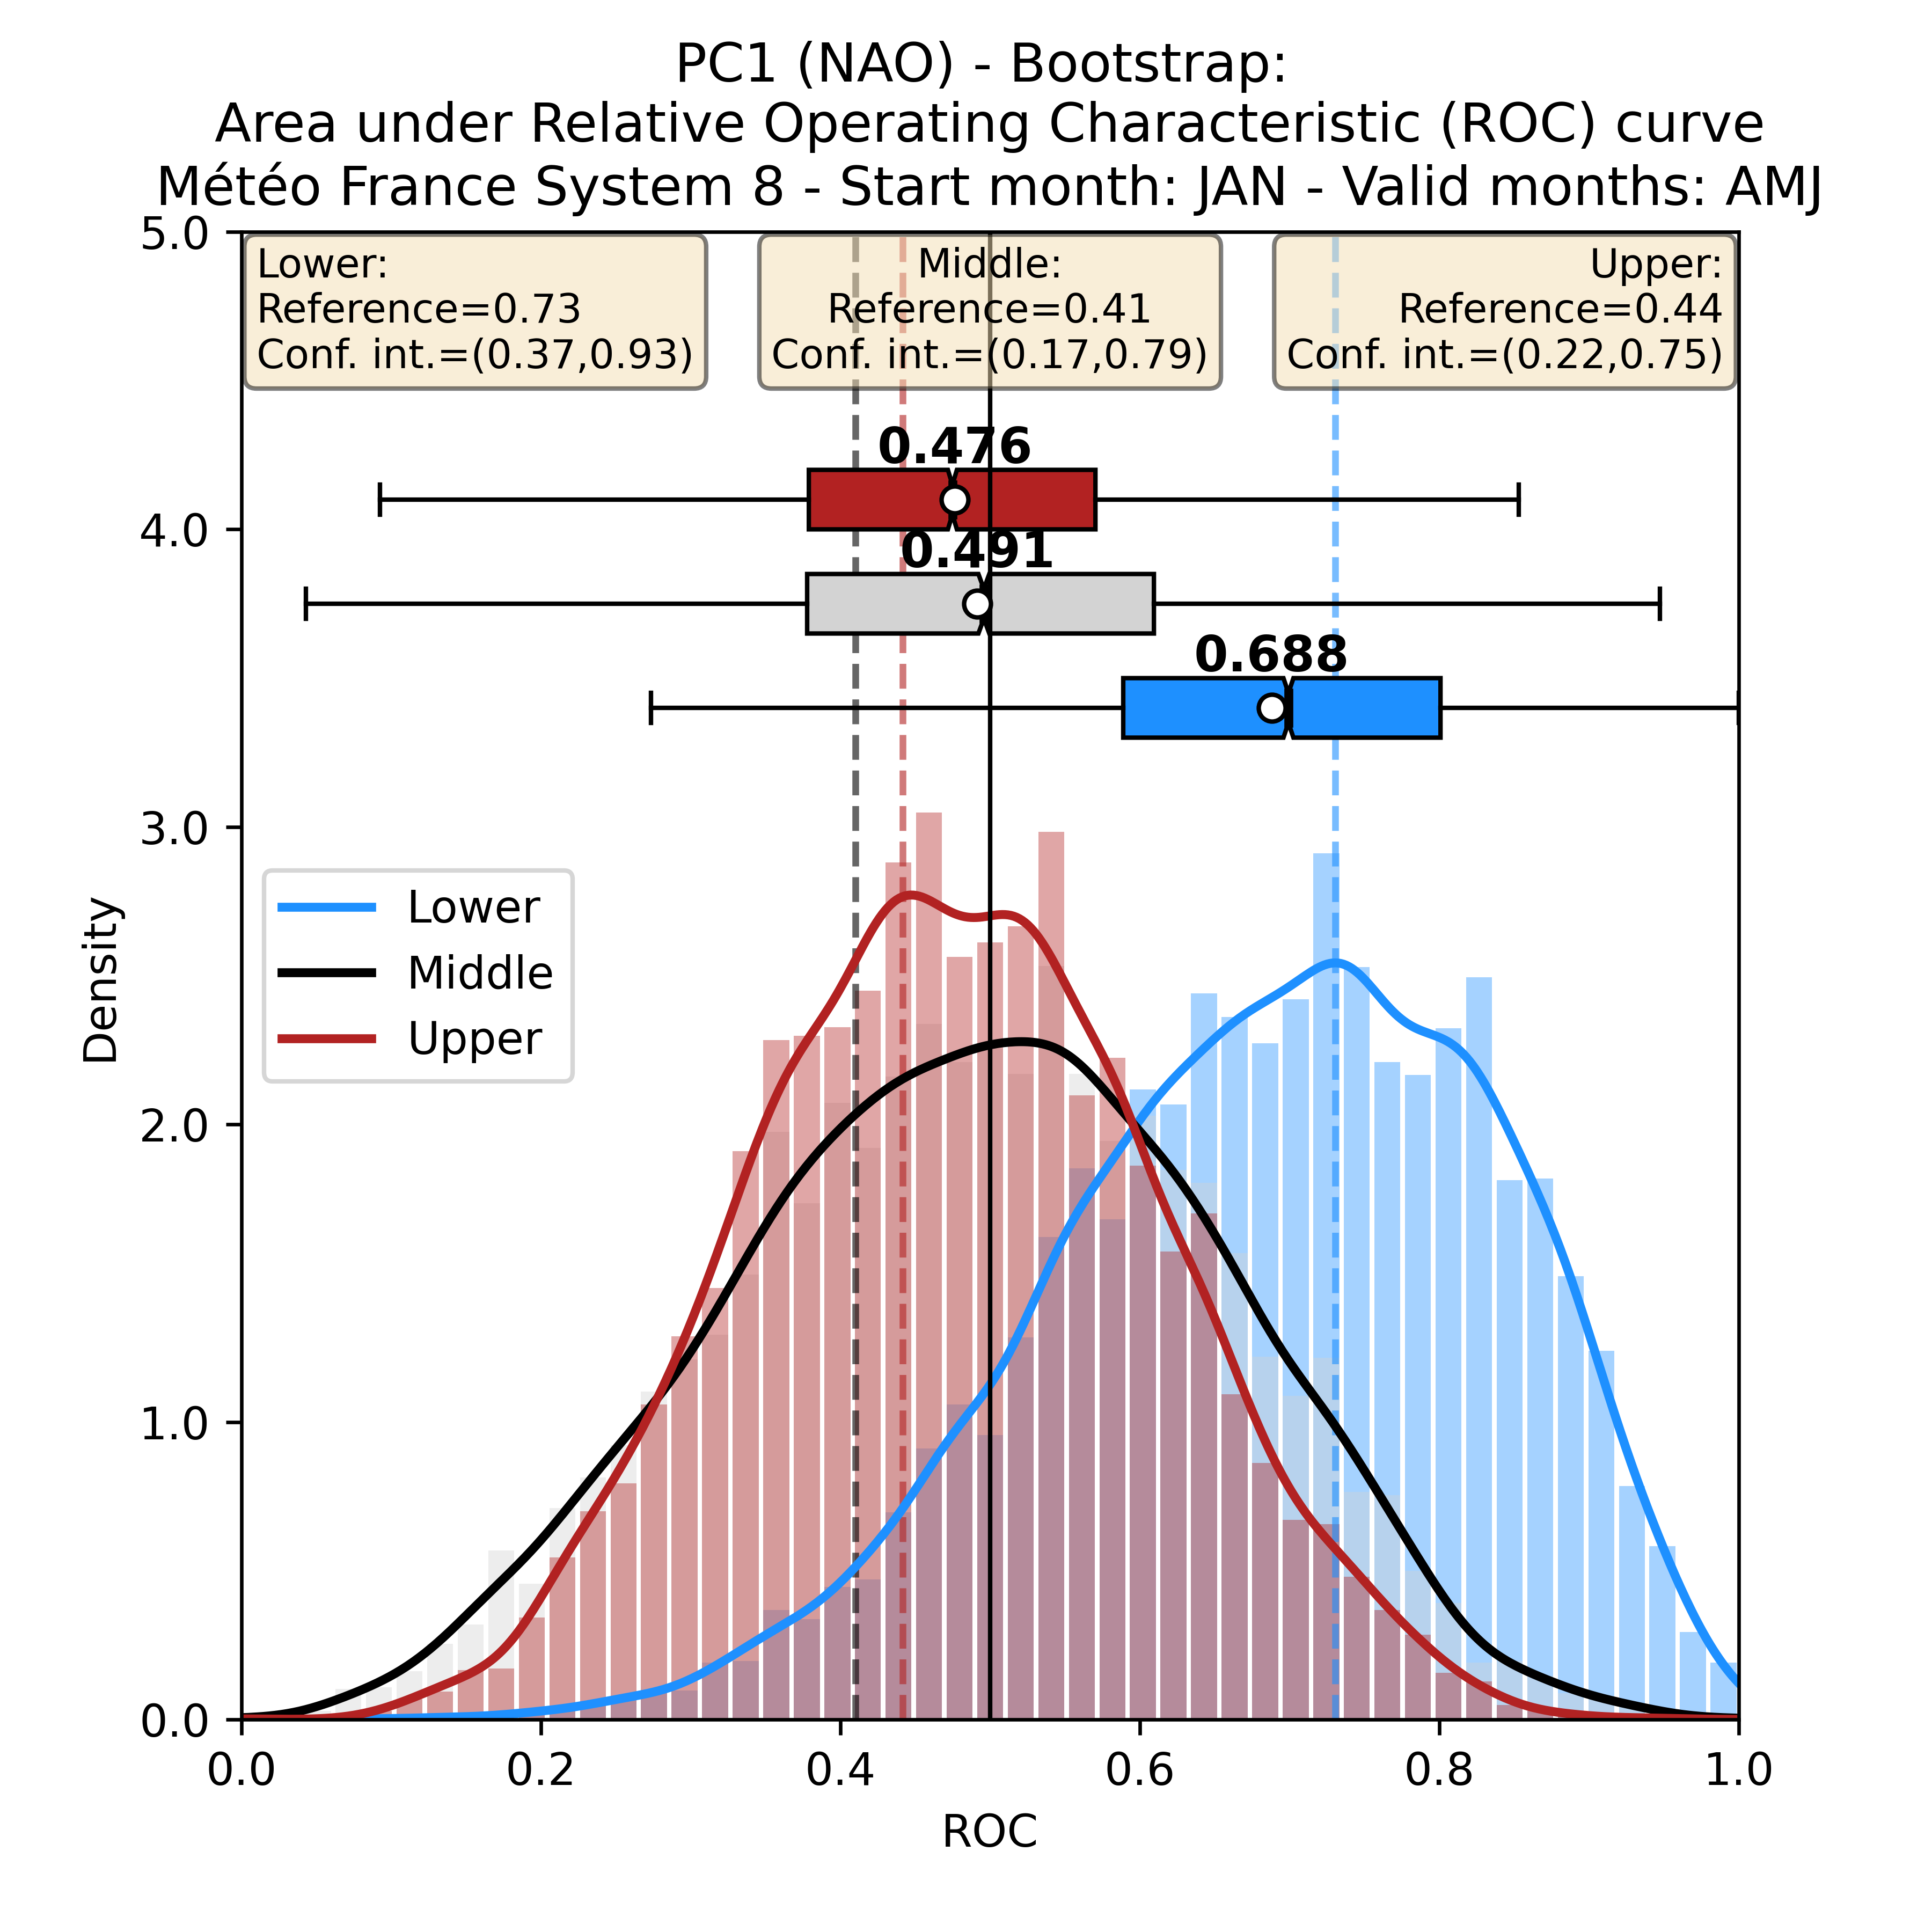 PC1 (NAO) - Bootstrap:
Area under Relative Operating Characteristic (ROC) curve
Météo France System 8 - Start month: JAN - Valid months: AMJ
Lower:
Reference=0.73
Conf. int.=(0.37,0.93)
Middle:
Reference=0.41
Conf. int.=(0.17,0.79)
Upper:
Reference=0.44
Conf. int.=(0.22,0.75)
0.476
0.491
0.688
Lower
Middle
Upper
Density
5.0
4.0
3.0
2.0
1.0
0.0
0.0 0.2 0.4 0.6 0.8 1.0
ROC